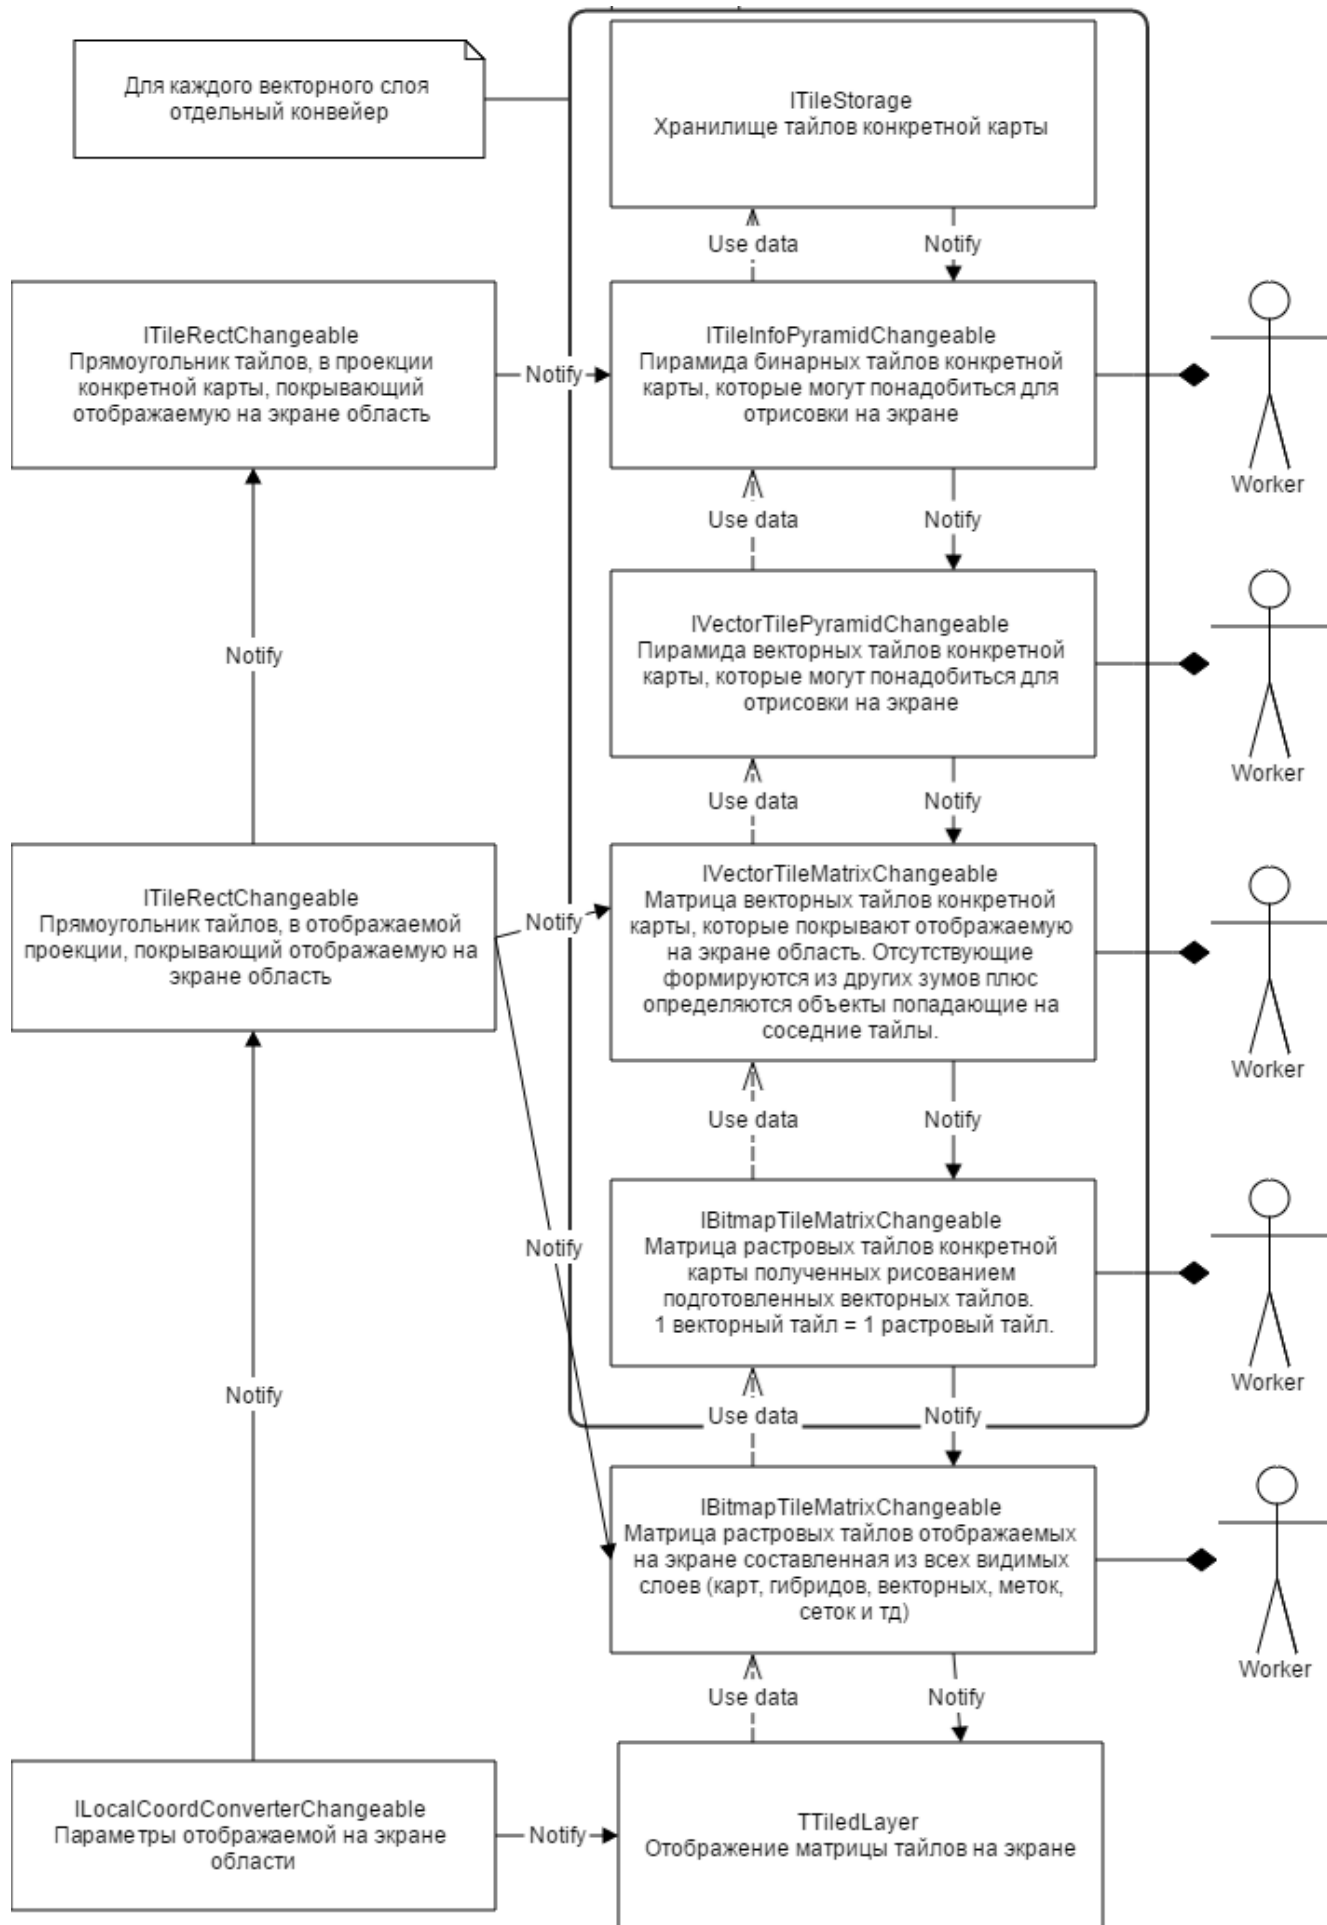 Для каждого векторного слоя
отдельный конвейер
ITileStorage
Хранилище тайлов конкретной карты
Use data
Notify
ITileRectChangeable
Прямоугольник тайлов, в проекции
конкретной карты, покрывающий
отображаемую на экране область
Notify
ITileInfoPyramidChangeable
Пирамида бинарных тайлов конкретной
карты, которые могут понадобиться для
отрисовки на экране
Worker
Use data
Notify
Notify
IVectorTilePyramidChangeable
Пирамида векторных тайлов конкретной
карты, которые могут понадобиться для
отрисовки на экране
Worker
Use data
Notify
ITileRectChangeable
Прямоугольник тайлов, в отображаемой
проекции, покрывающий отображаемую на
экране область
Notify
IVectorTileMatrixChangeable
Матрица векторных тайлов конкретной
карты, которые покрывают отображаемую
на экране область. Отсутствующие
формируются из других зумов плюс
определяются объекты попадающие на
соседние тайлы.
Worker
Use data
Notify
Notify
IBitmapTileMatrixChangeable
Матрица растровых тайлов конкретной
карты полученных рисованием
подготовленных векторных тайлов.
1 векторный тайл = 1 растровый тайл.
Worker
Notify
Use data
Notify
IBitmapTileMatrixChangeable
Матрица растровых тайлов отображаемых
на экране составленная из всех видимых
слоев (карт, гибридов, векторных, меток,
сеток и тд)
Worker
Use data
Notify
ILocalCoordConverterChangeable
Параметры отображаемой на экране
области
Notify
TTiledLayer
Отображение матрицы тайлов на экране